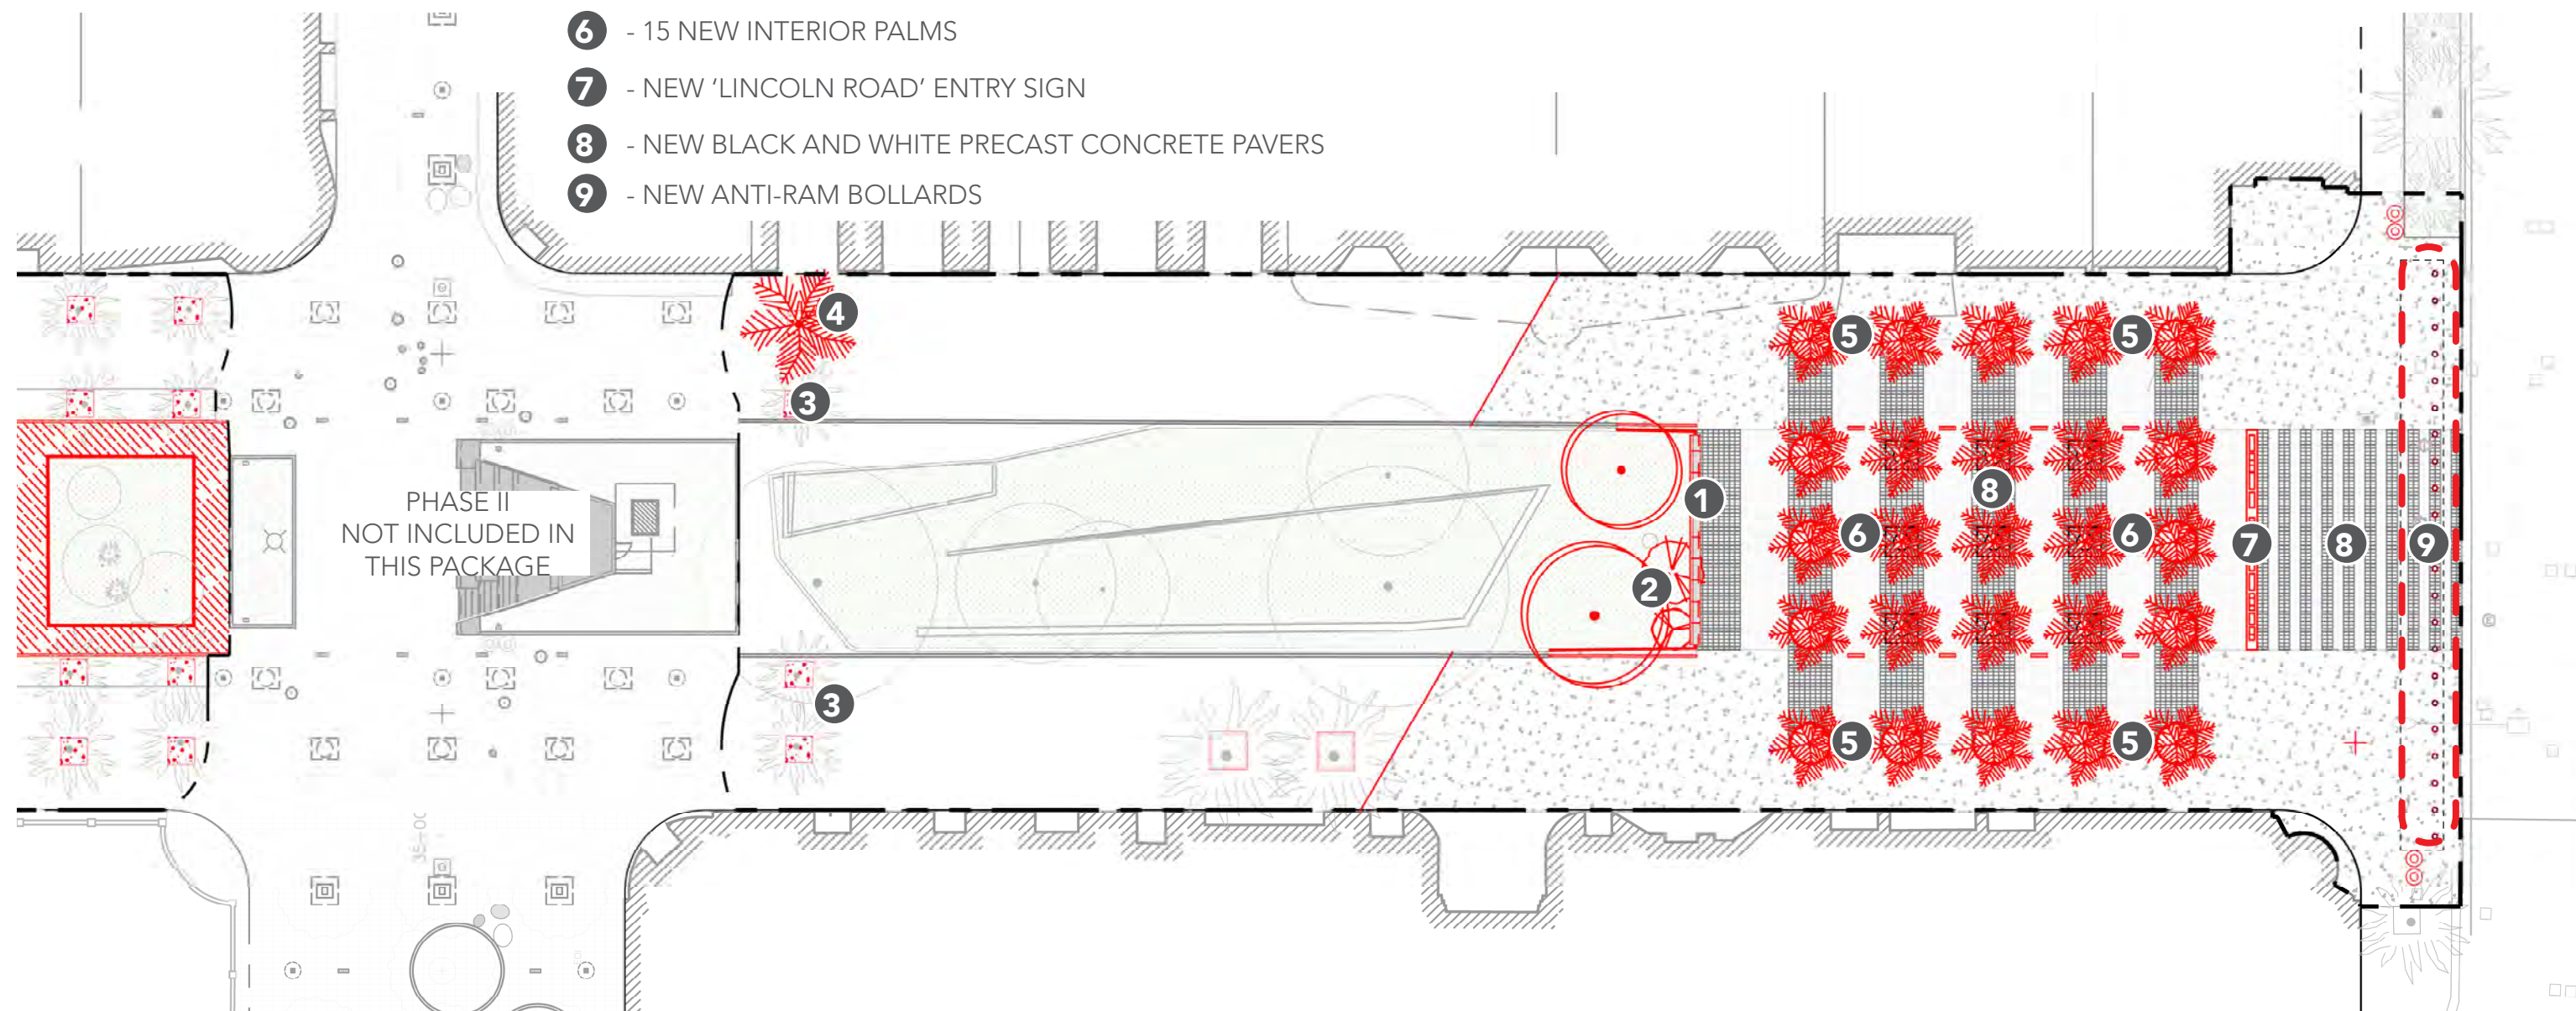 6 - 15 NEW INTERIOR PALMS
7 - NEW ‘LINCOLN ROAD’ ENTRY SIGN
8 - NEW BLACK AND WHITE PRECAST CONCRETE PAVERS
9 - NEW ANTI-RAM BOLLARDS
4
5
5
3
8
1
6
6
7
8
9
PHASE II
NOT INCLUDED IN
THIS PACKAGE
2
3
5
5